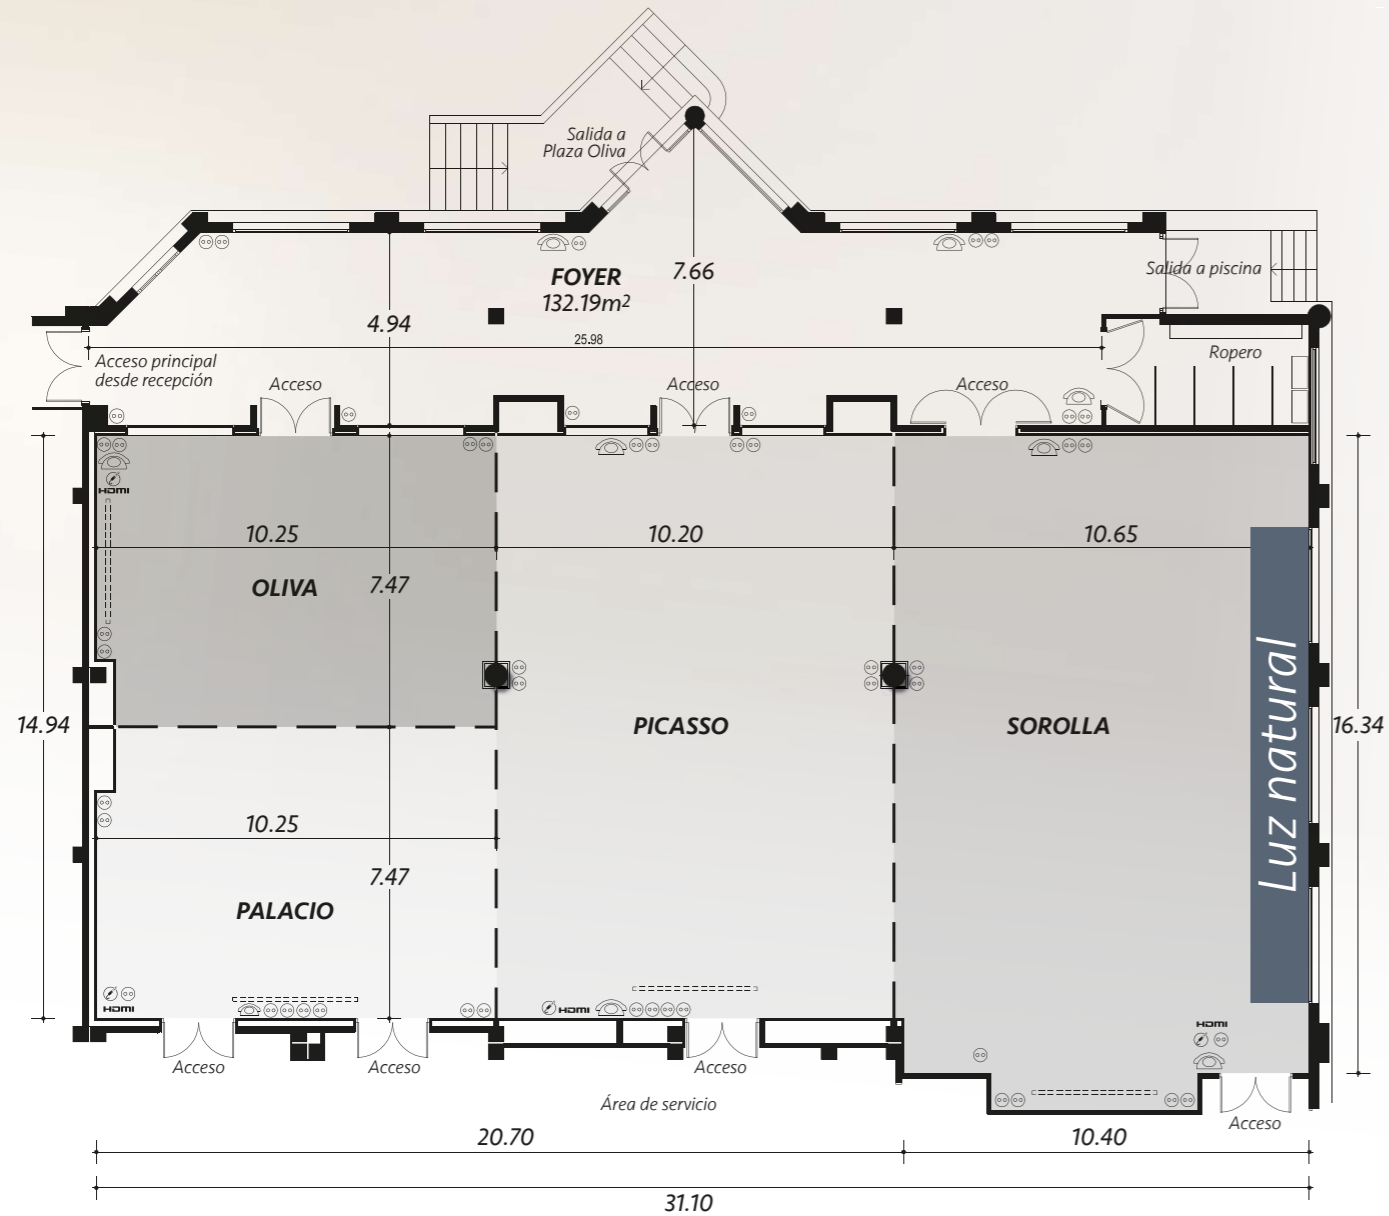 Salida a
Plaza Oliva
FOYER
132.19m²
7.66
Salida a piscina
4.94
25.98
Acceso principal
desde recepción
Ropero
Acceso
Acceso
Acceso
HDMI
10.25
10.20
10.65
OLIVA
7.47
14.94
PICASSO
SOROLLA
Luz natural
16.34
10.25
7.47
PALACIO
HDMI
HDMI
HDMI
Acceso
Acceso
Acceso
Área de servicio
Acceso
20.70
10.40
31.10